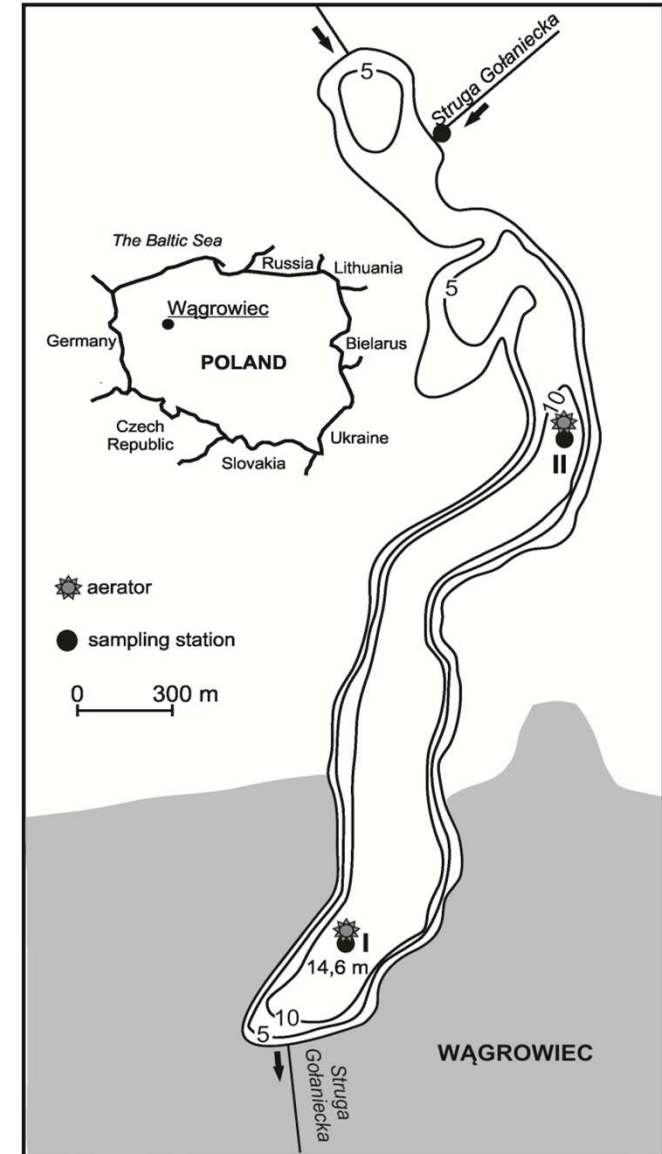 5
Struga Gołaniecka
The Baltic Sea
Russia
Lithuania
Wągrowiec
Germany
POLAND
Bielarus
Czech
Republic
Slovakia
Ukraine
5
10
II
aerator
sampling station
0 300 m
I
14,6 m
10
5
Struga
Gołaniecka
WĄGROWIEC